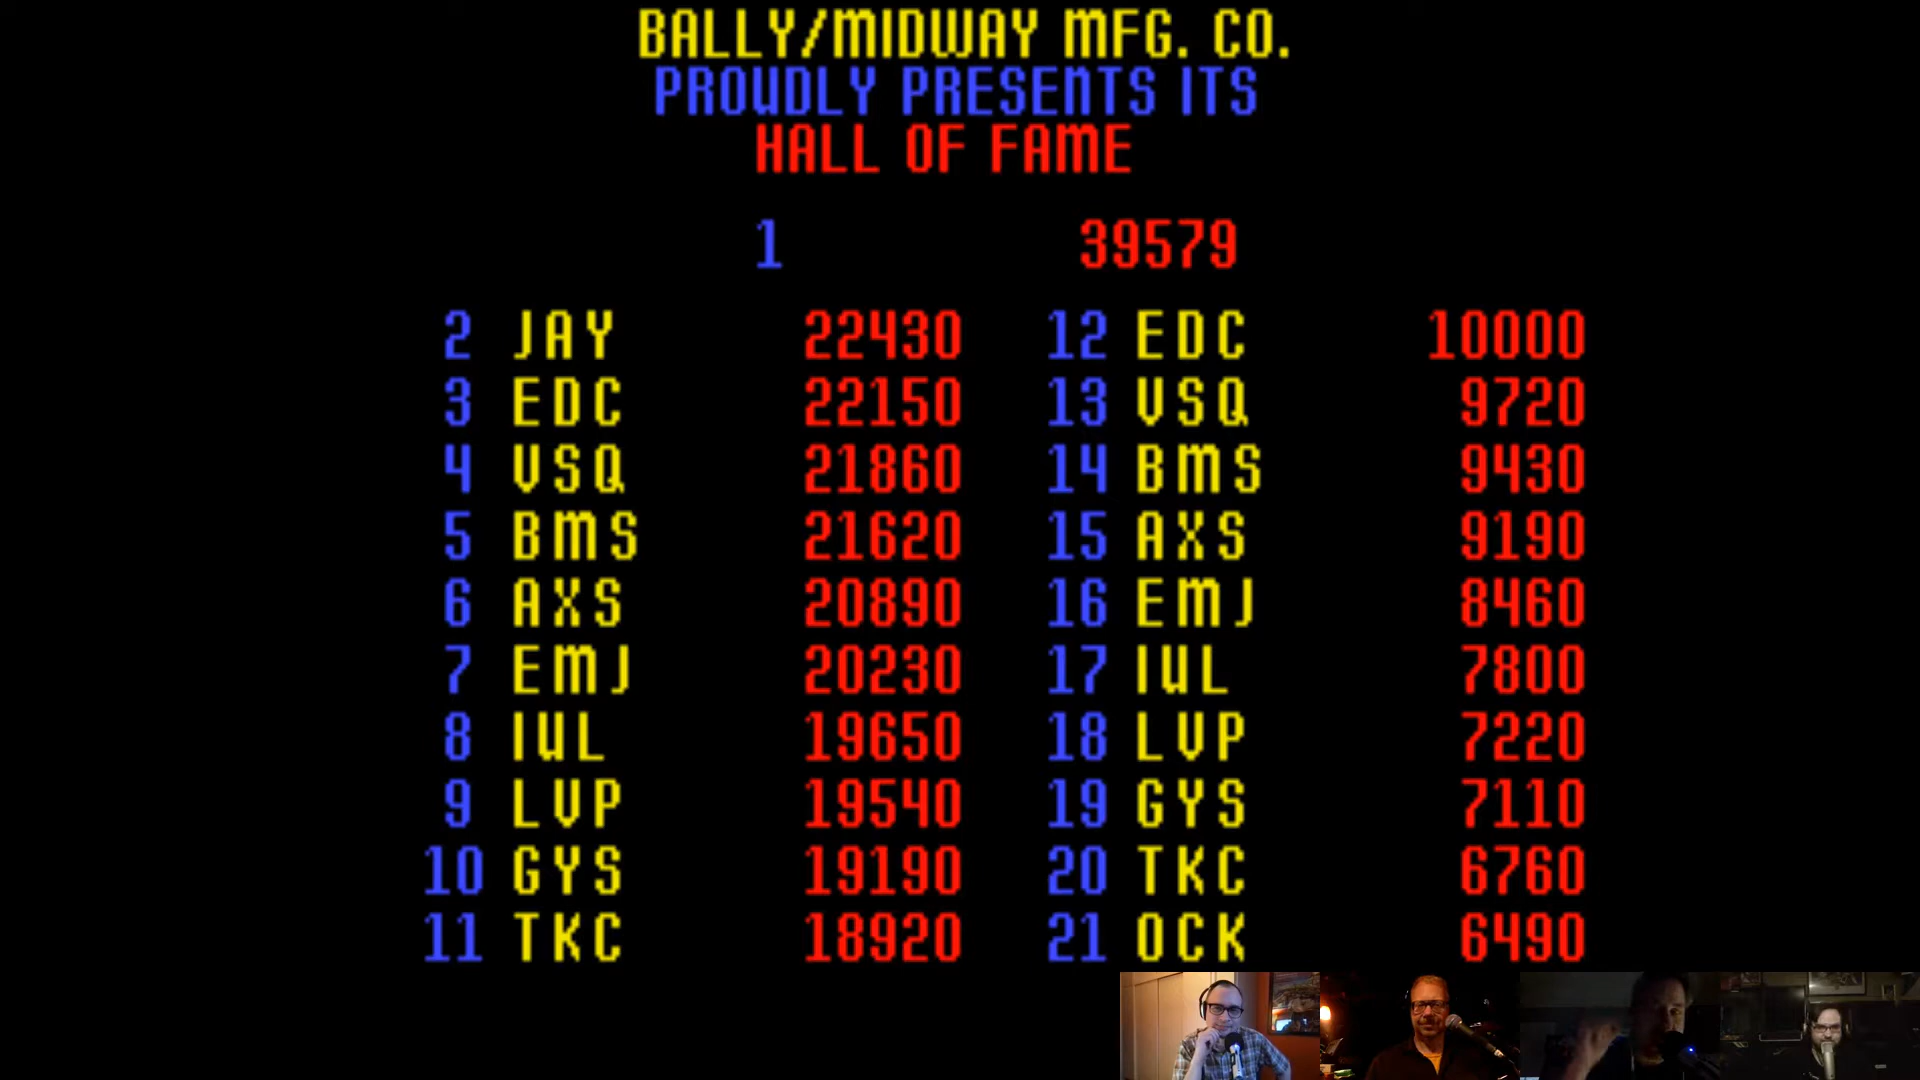 BALLY/MIDWAY MFG. CO.
PROUDLY PRESENTS ITS
HALL OF FAME
1 39579
2 JAY 22430 12 EDC 10000
3 EDC 22150 13 VSQ 9720
4 VSQ 21860 14 BMS 9430
5 BMS 21620 15 AXS 9190
6 AXS 20890 16 EMJ 8460
7 EMJ 20230 17 IWL 7800
8 IWL 19650 18 LVP 7220
9 LVP 19540 19 GYS 7110
10 GYS 19190 20 TKC 6760
11 TKC 18920 21 OCK 6490